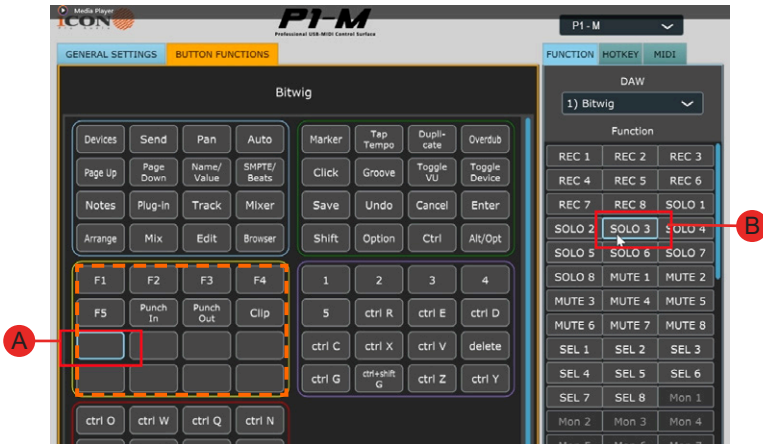 Media Player
iCON
P1-M
Professional USB-MIDI Control Surface
P1-M
GENERAL SETTINGS BUTTON FUNCTIONS
FUNCTION HOTKEY MIDI
Bitwig
DAW
1) Bitwig
Function
Devices Send Pan Auto
Page Up Page Down Name/ Value SMPTE/ Beats
Notes Plug-in Track Mixer
Arrange Mix Edit Browser
Marker Tap Tempo Dupli- cate Overdub
Click Groove Toggle VU Toggle Device
Save Undo Cancel Enter
Shift Option Ctrl Alt/Opt
F1 F2 F3 F4
F5 Punch In Punch Out Clip
1 2 3 4
5 ctrl R ctrl E ctrl D
ctrl C ctrl X ctrl V delete
ctrl G ctrl+shift G ctrl Z ctrl Y
ctrl O ctrl W ctrl Q ctrl N
REC 1 REC 2 REC 3
REC 4 REC 5 REC 6
REC 7 REC 8 SOLO 1
SOLO 2 SOLO 3 SOLO 4
SOLO 5 SOLO 6 SOLO 7
SOLO 8 MUTE 1 MUTE 2
MUTE 3 MUTE 4 MUTE 5
MUTE 6 MUTE 7 MUTE 8
SEL 1 SEL 2 SEL 3
SEL 4 SEL 5 SEL 6
SEL 7 SEL 8 Mon 1
Mon 2 Mon 3 Mon 4
A
B